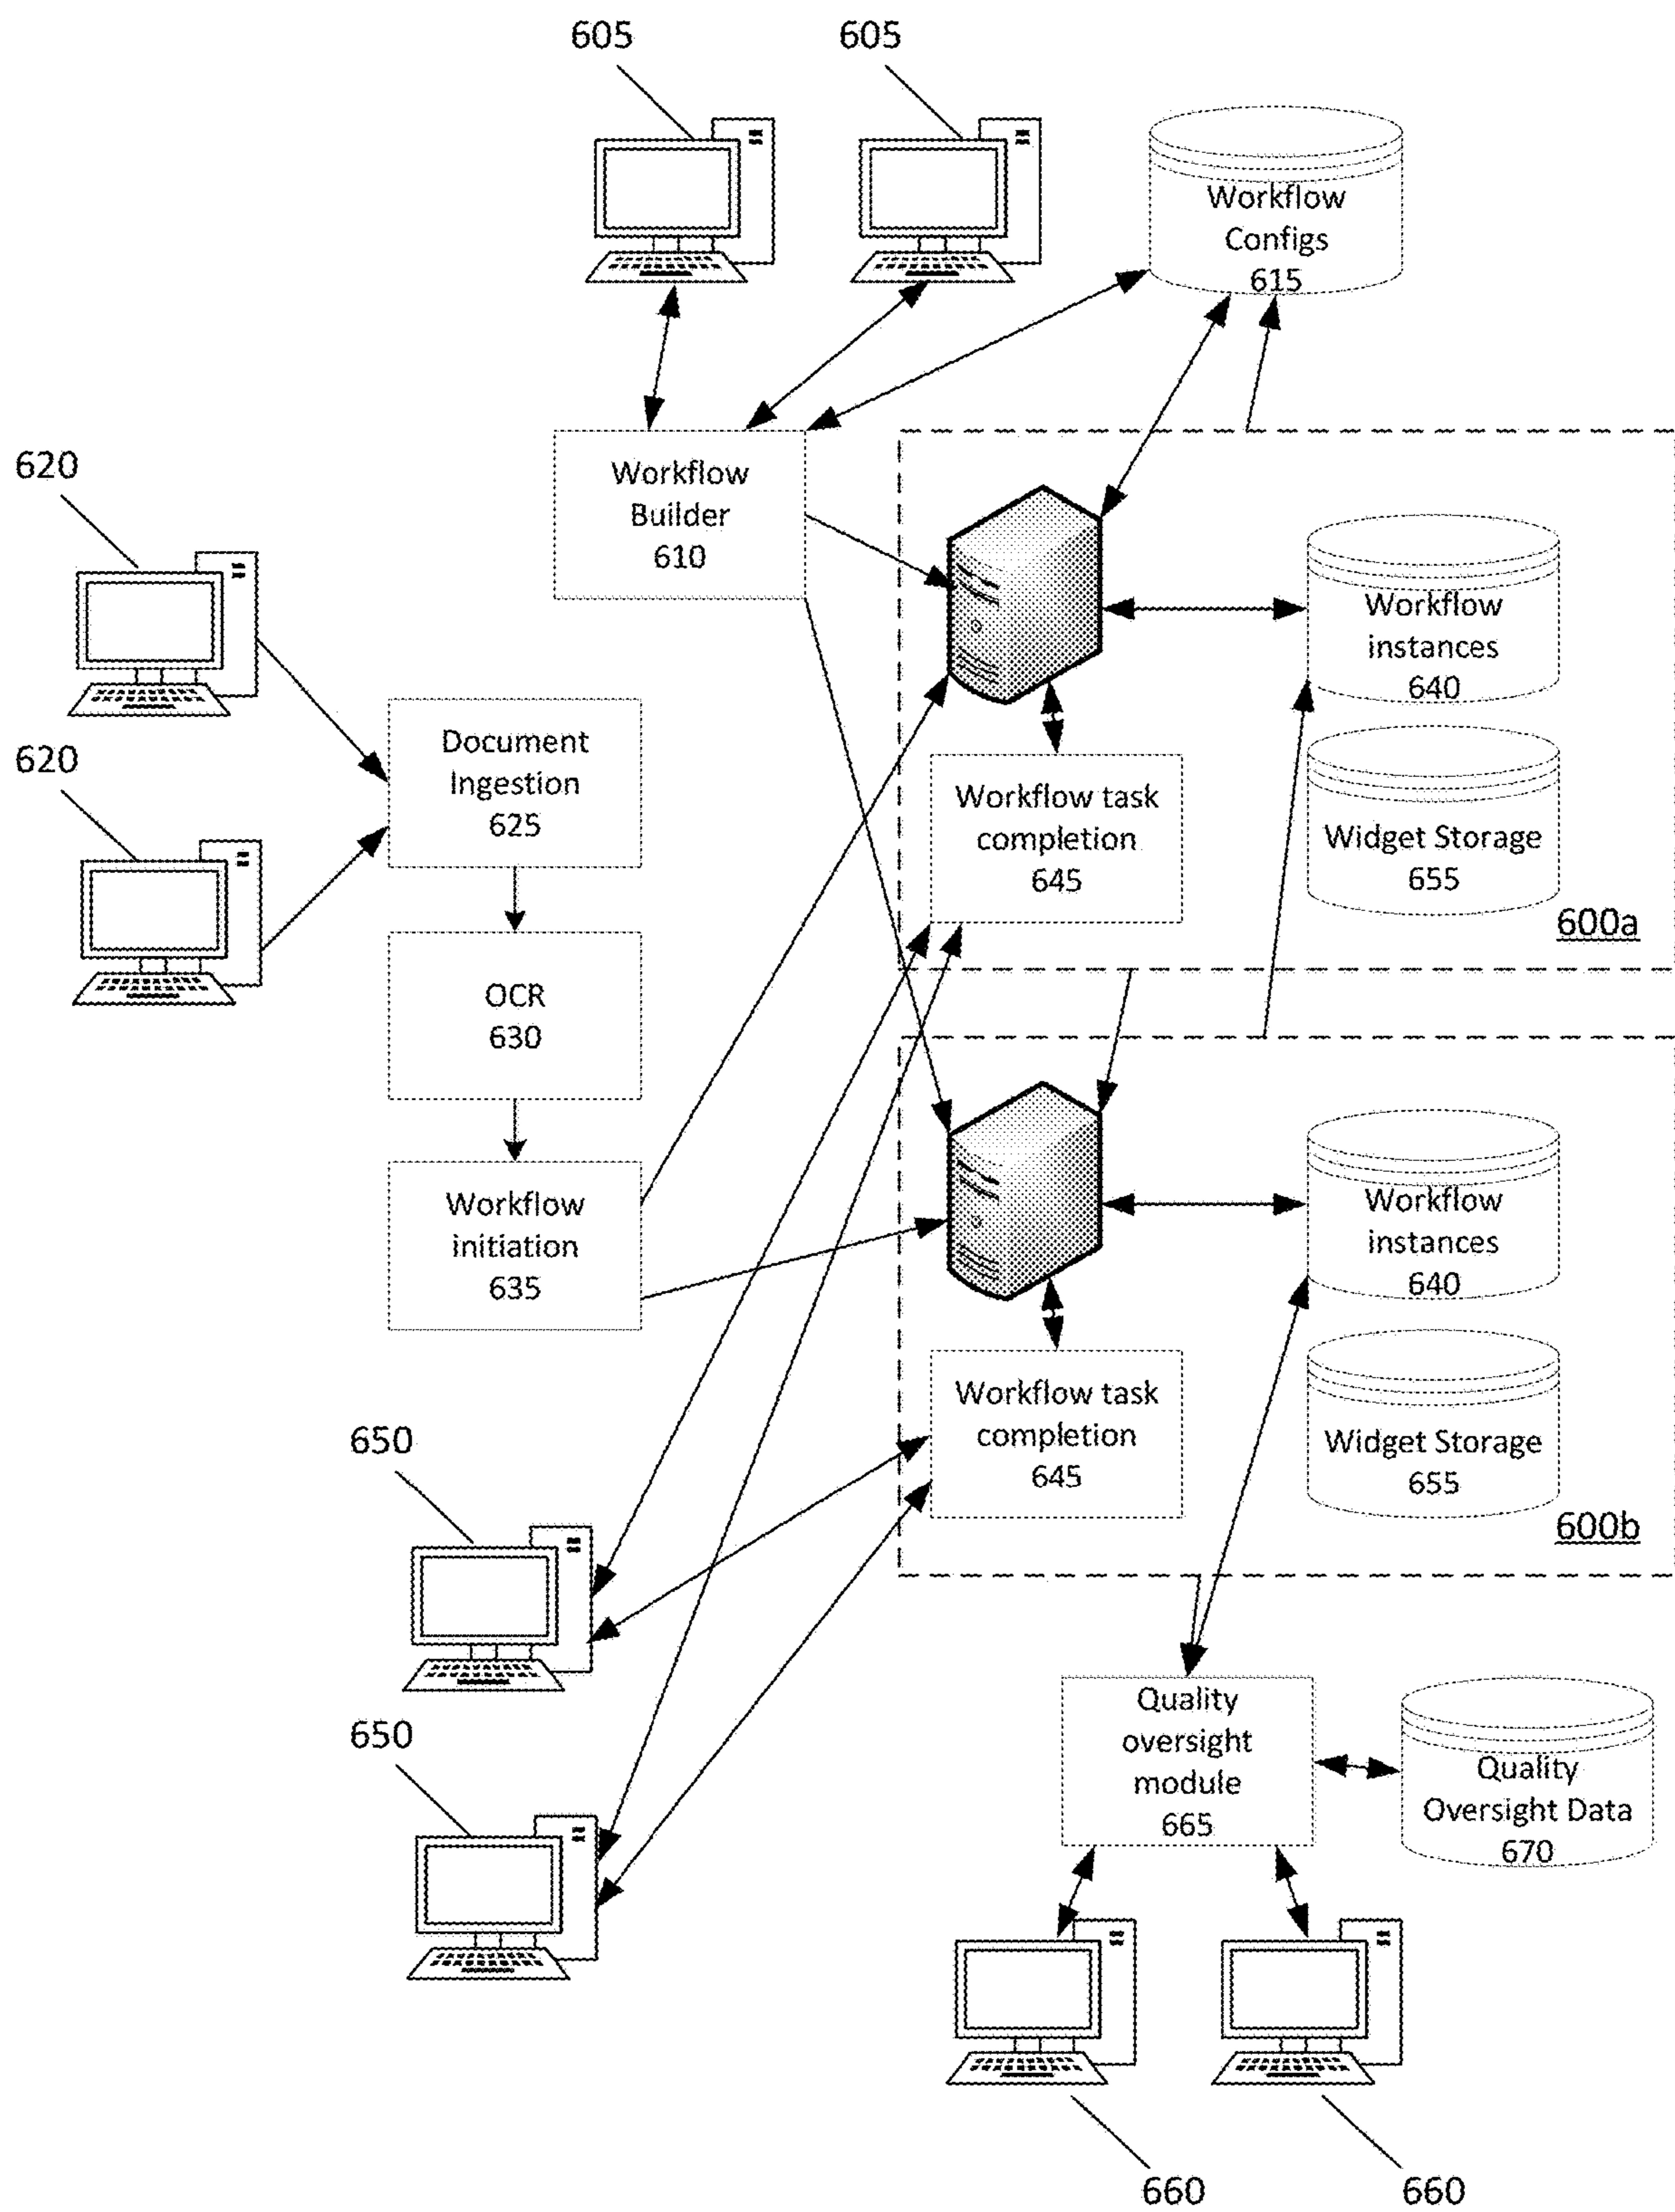 605
605
Workflow
Configs
615
Workflow
Builder
610
620
620
Document
Ingestion
625
OCR
630
Workflow
initiation
635
Workflow
instances
640
Workflow task
completion
645
Widget Storage
655
600a
Workflow
instances
640
Workflow task
completion
645
Widget Storage
655
600b
650
650
Quality
oversight
module
665
Quality
Oversight Data
670
660
660